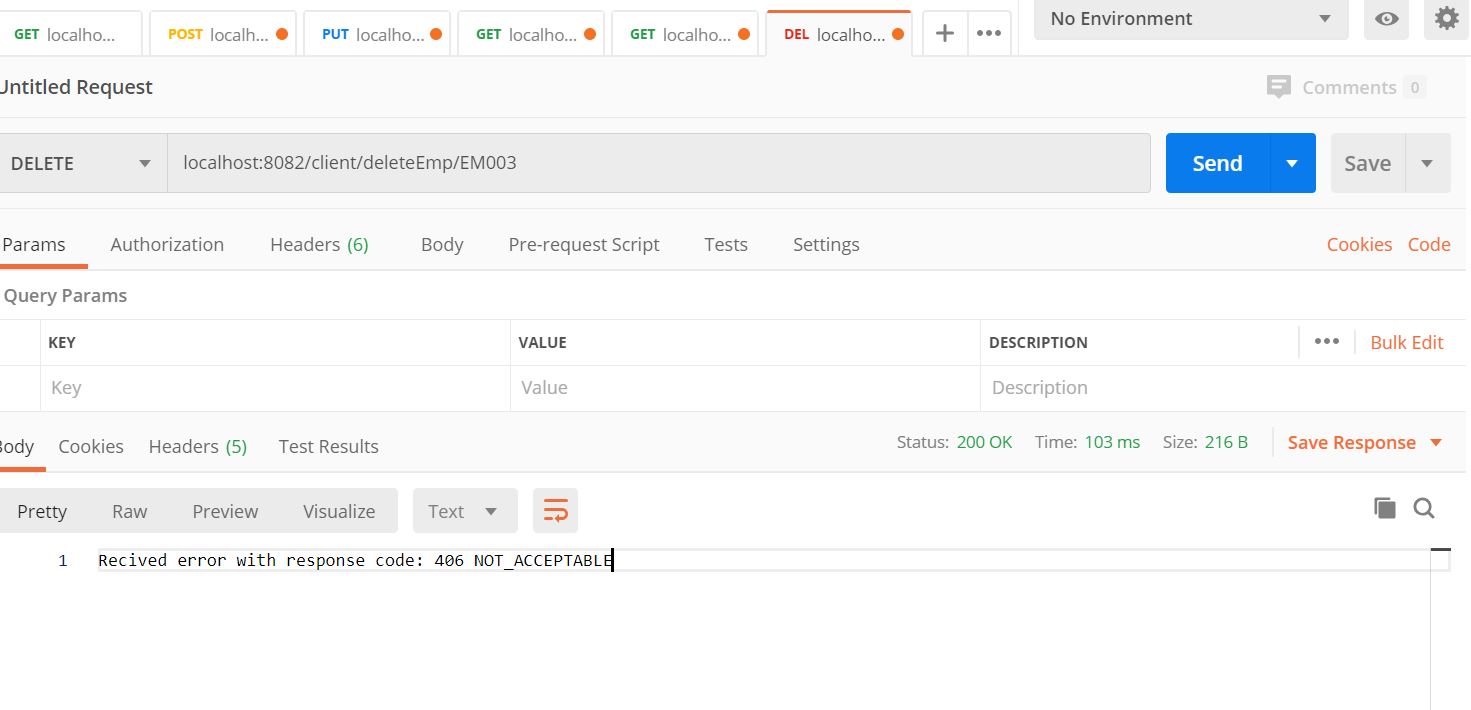 GET localho... POST localh... PUT localho... GET localho... GET localho... DEL localho... + ••• No Environment
Untitled Request Comments 0
DELETE localhost:8082/client/deleteEmp/EM003 Send Save
Params Authorization Headers (6) Body Pre-request Script Tests Settings Cookies Code
Query Params
KEY VALUE DESCRIPTION ••• Bulk Edit
Key Value Description
Body Cookies Headers (5) Test Results Status: 200 OK Time: 103 ms Size: 216 B Save Response
Pretty Raw Preview Visualize Text
1 Recived error with response code: 406 NOT_ACCEPTABLE